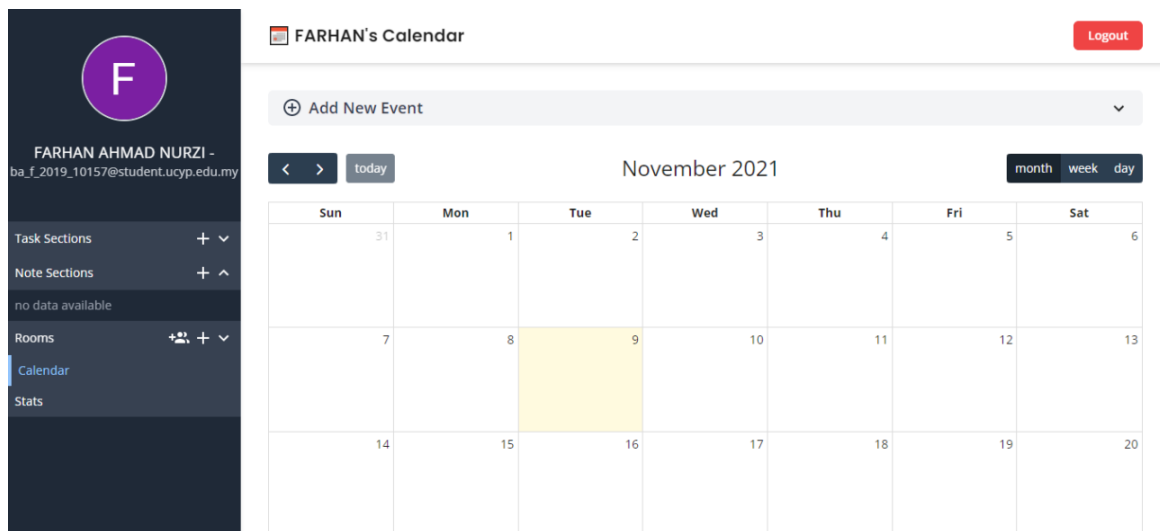 F
FARHAN AHMAD NURZI -
ba_f_2019_10157@student.ucyp.edu.my
Task Sections
Note Sections
no data available
Rooms
Calendar
Stats
FARHAN's Calendar
Logout
Add New Event
today
November 2021
month week day
Sun Mon Tue Wed Thu Fri Sat
31 1 2 3 4 5 6
7 8 9 10 11 12 13
14 15 16 17 18 19 20